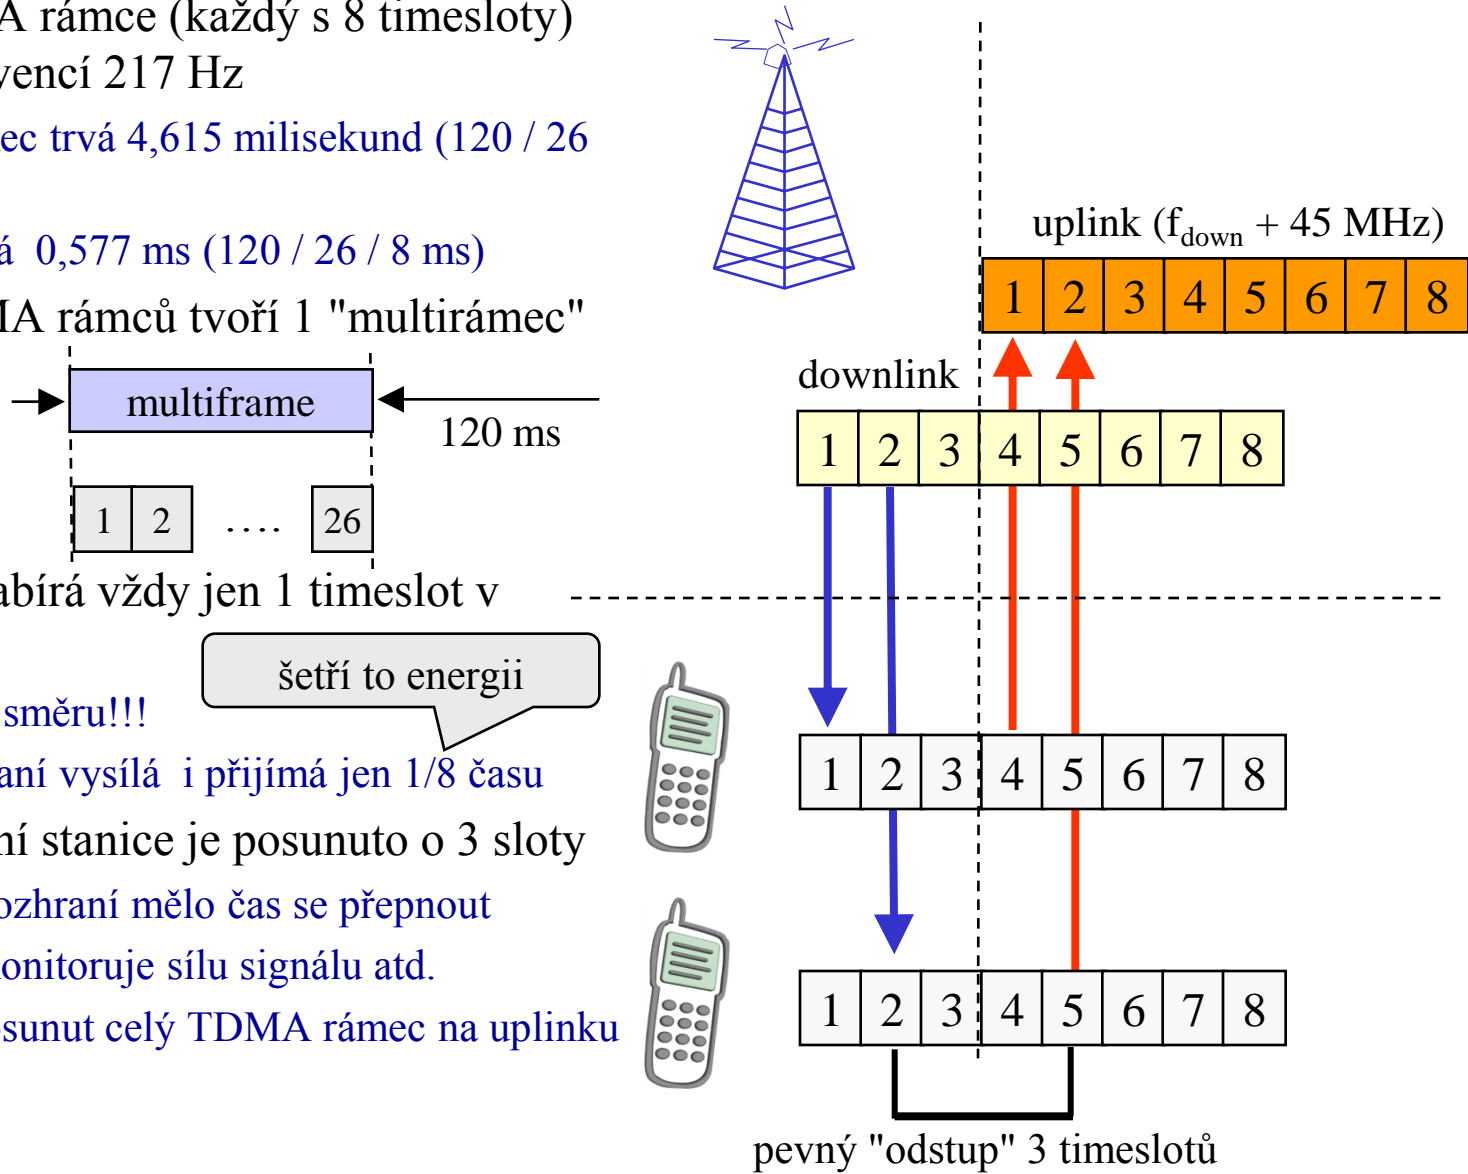 A rámce (každý s 8 timesloty)
vencí 217 Hz
ec trvá 4,615 milisekund (120 / 26
á 0,577 ms (120 / 26 / 8 ms)
MA rámců tvoří 1 "multirámec"
multiframe
120 ms
1 2 .... 26
abírá vždy jen 1 timeslot v
šetří to energii
směru!!!
aní vysílá i přijímá jen 1/8 času
ní stanice je posunuto o 3 sloty
ozhraní mělo čas se přepnout
onitoruje sílu signálu atd.
sunut celý TDMA rámec na uplinku
uplink (fdown + 45 MHz)
1 2 3 4 5 6 7 8
downlink
1 2 3 4 5 6 7 8
1 2 3 4 5 6 7 8
1 2 3 4 5 6 7 8
pevný "odstup" 3 timeslotů